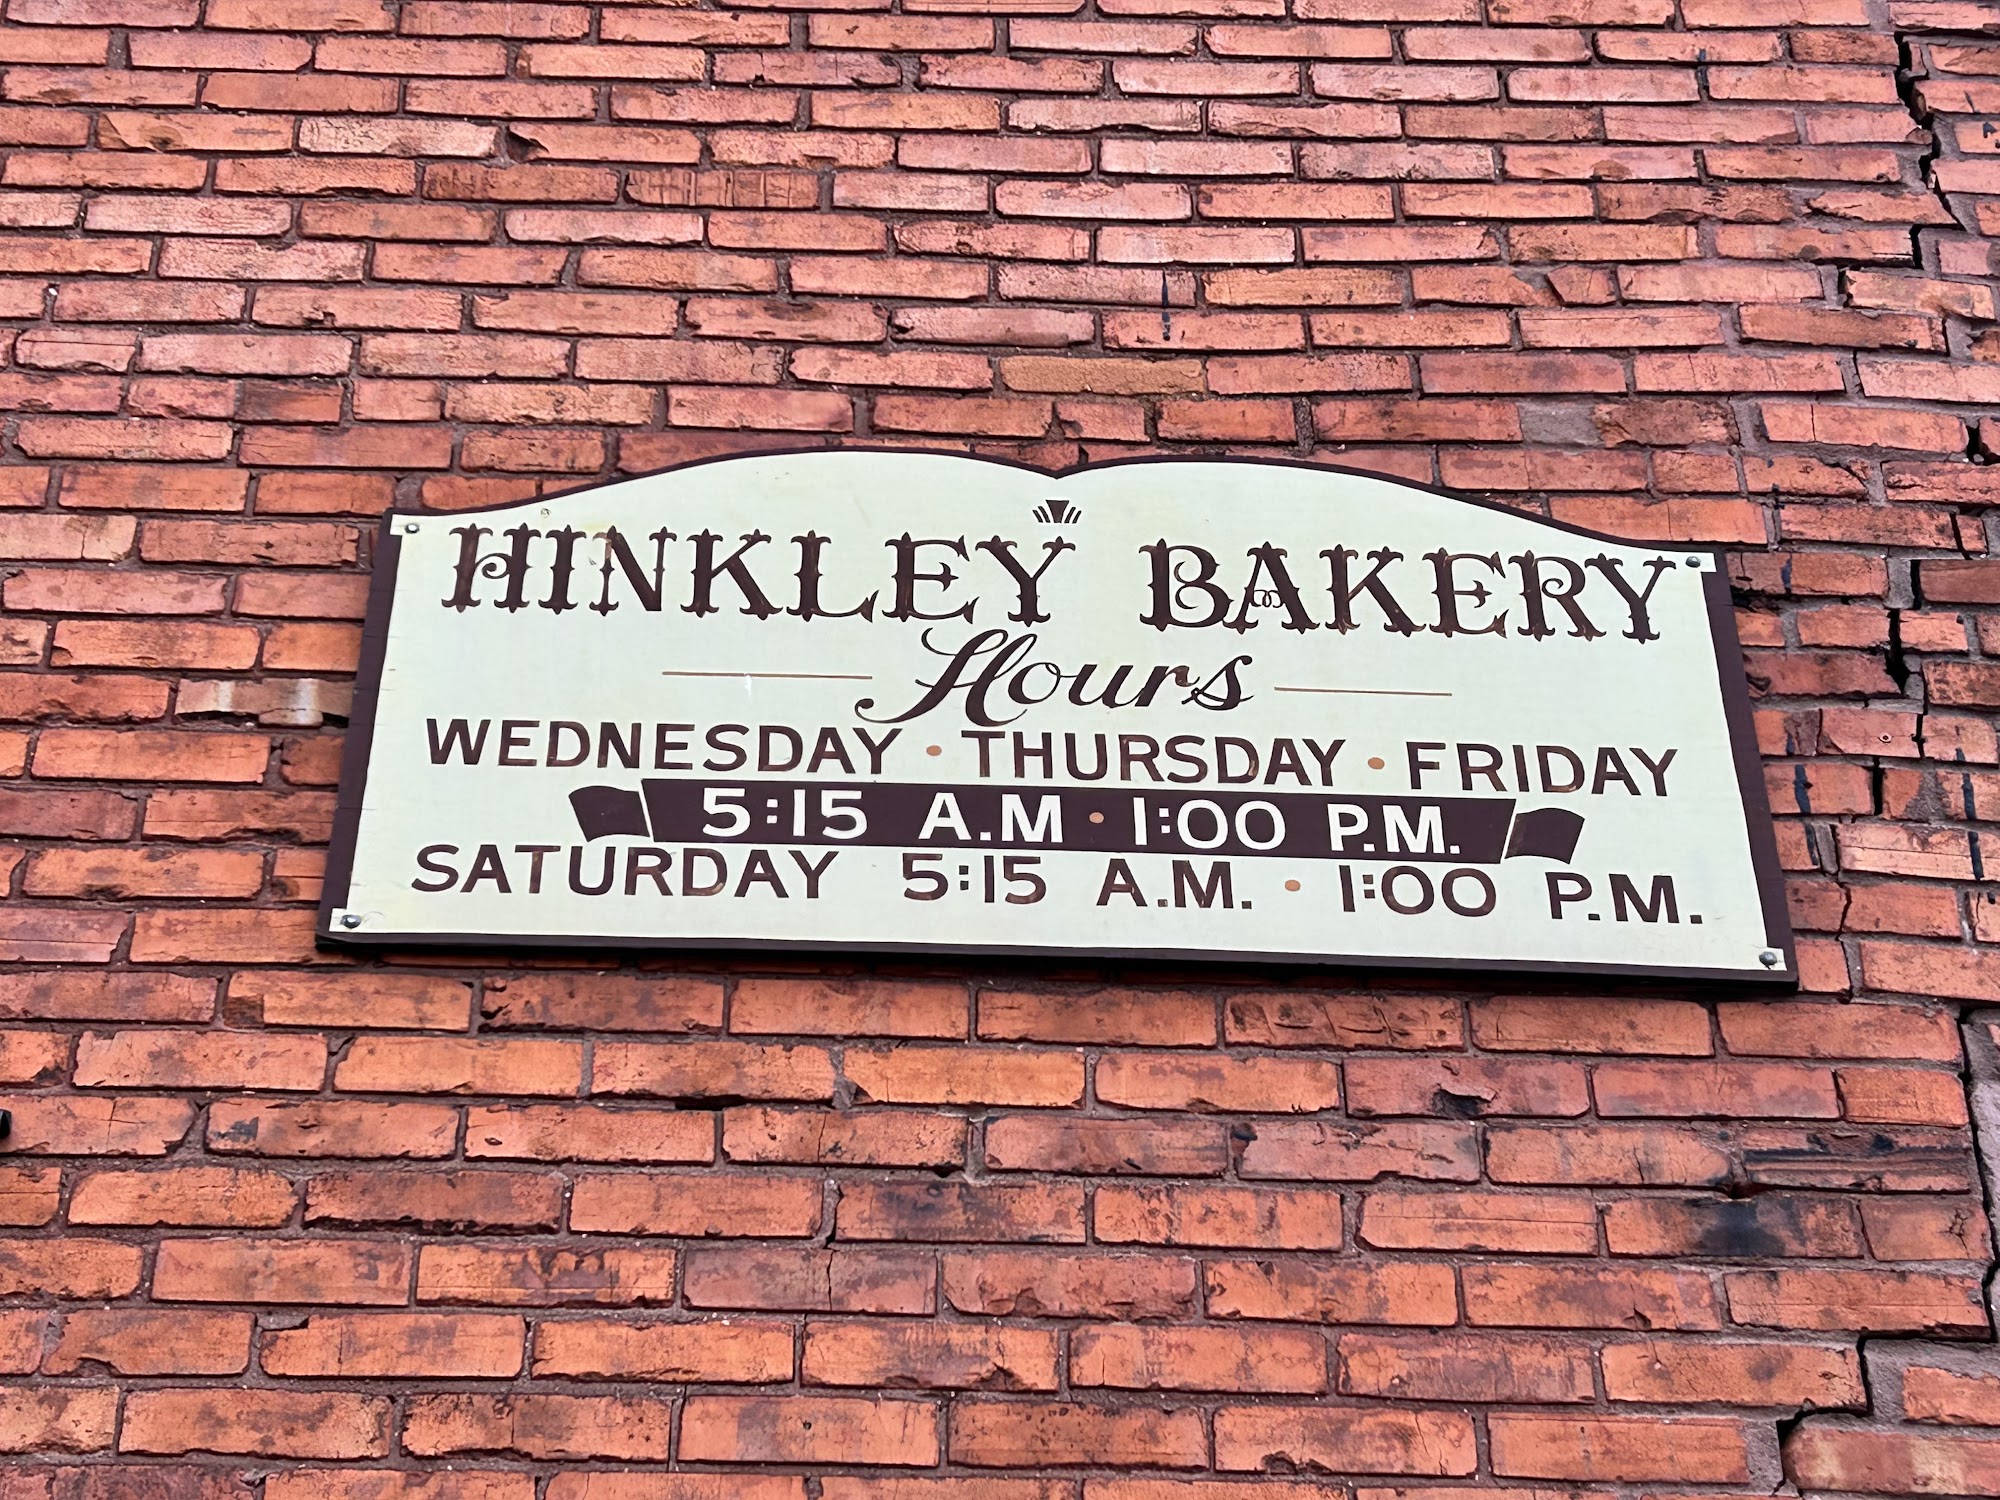 HINKLEY BAKERY
Hours
WEDNESDAY · THURSDAY · FRIDAY
5:15 A.M · 1:00 P.M.
SATURDAY 5:15 A.M. · 1:00 P.M.